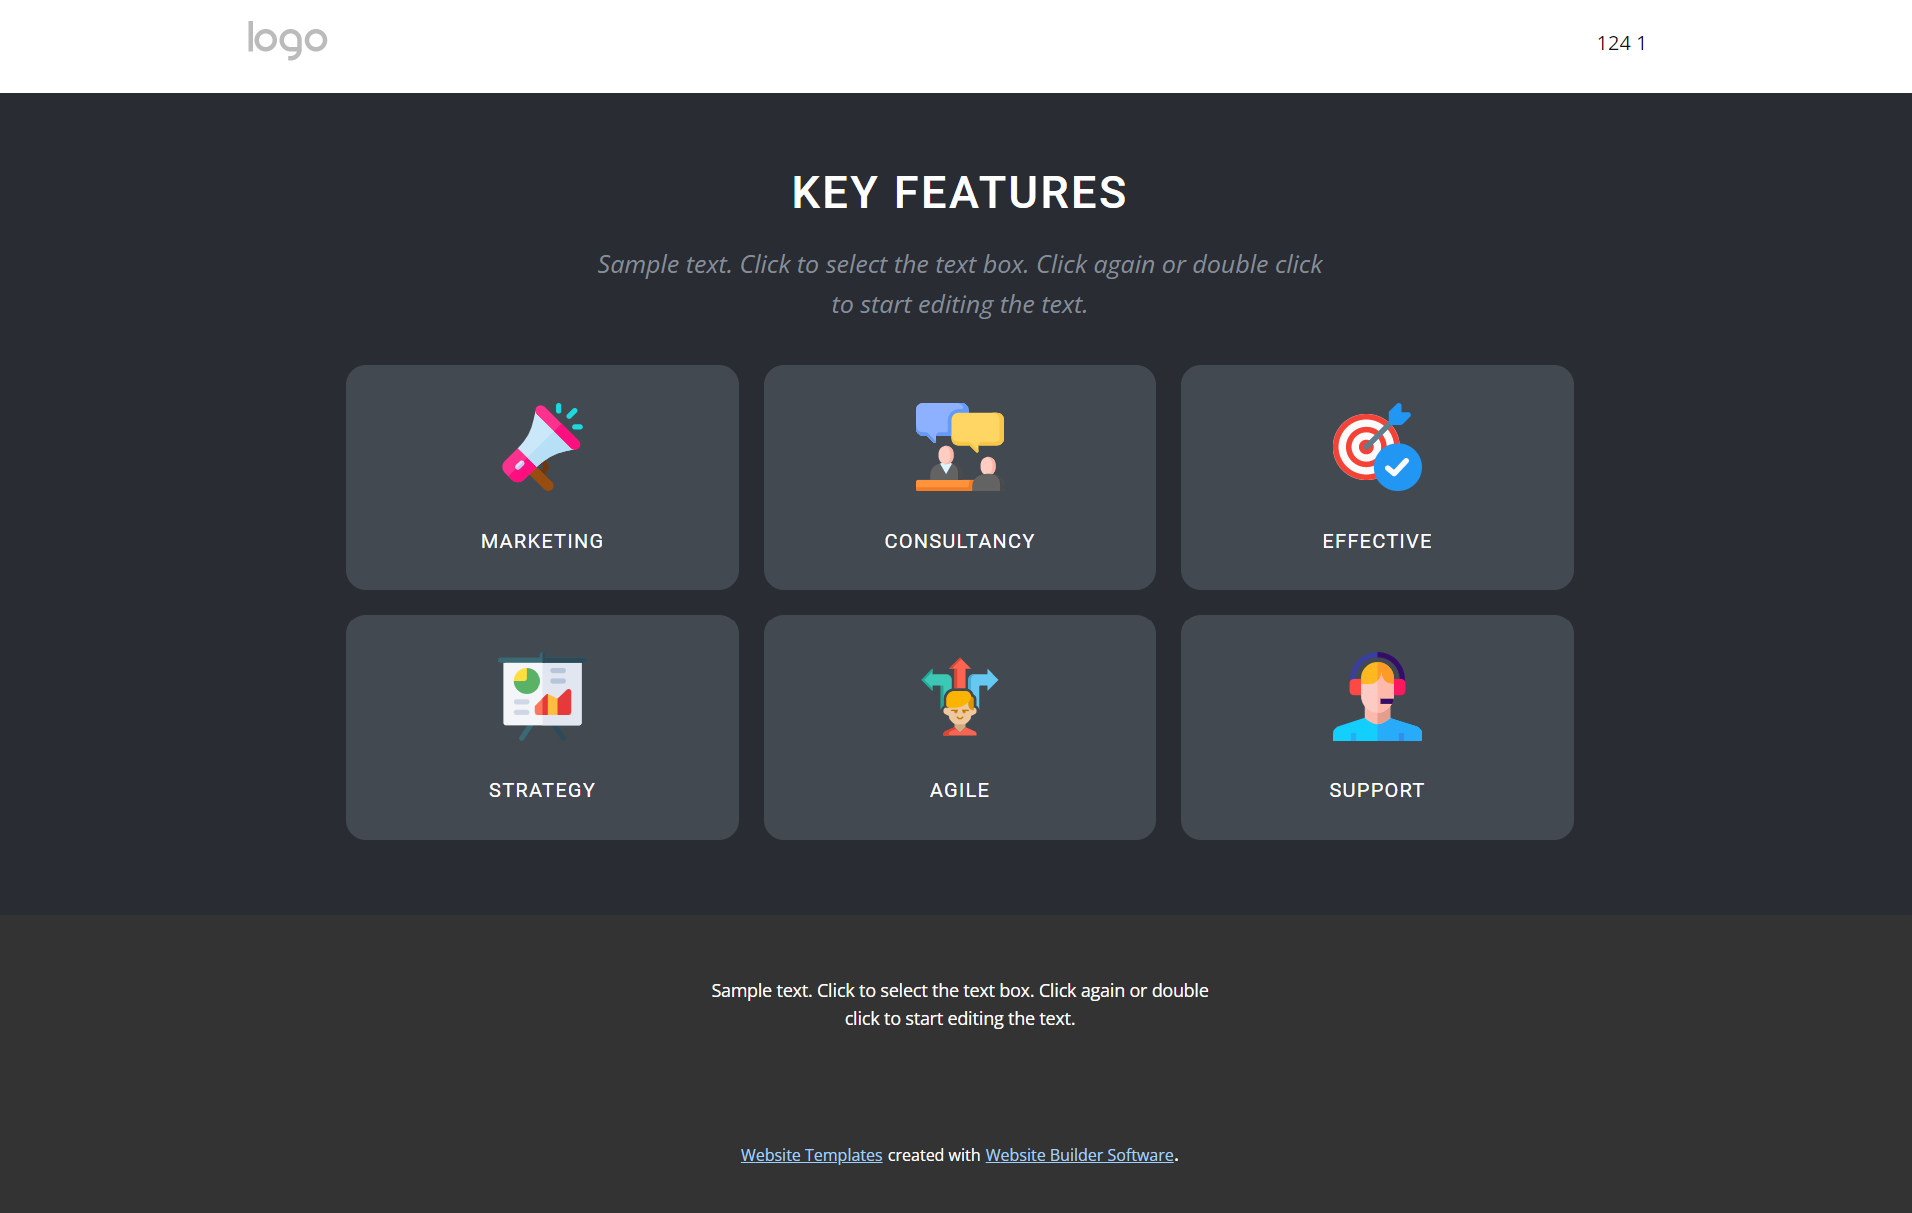 logo
124 1
KEY FEATURES
Sample text. Click to select the text box. Click again or double click
to start editing the text.
MARKETING
CONSULTANCY
EFFECTIVE
STRATEGY
AGILE
SUPPORT
Sample text. Click to select the text box. Click again or double
click to start editing the text.
Website Templates created with Website Builder Software.